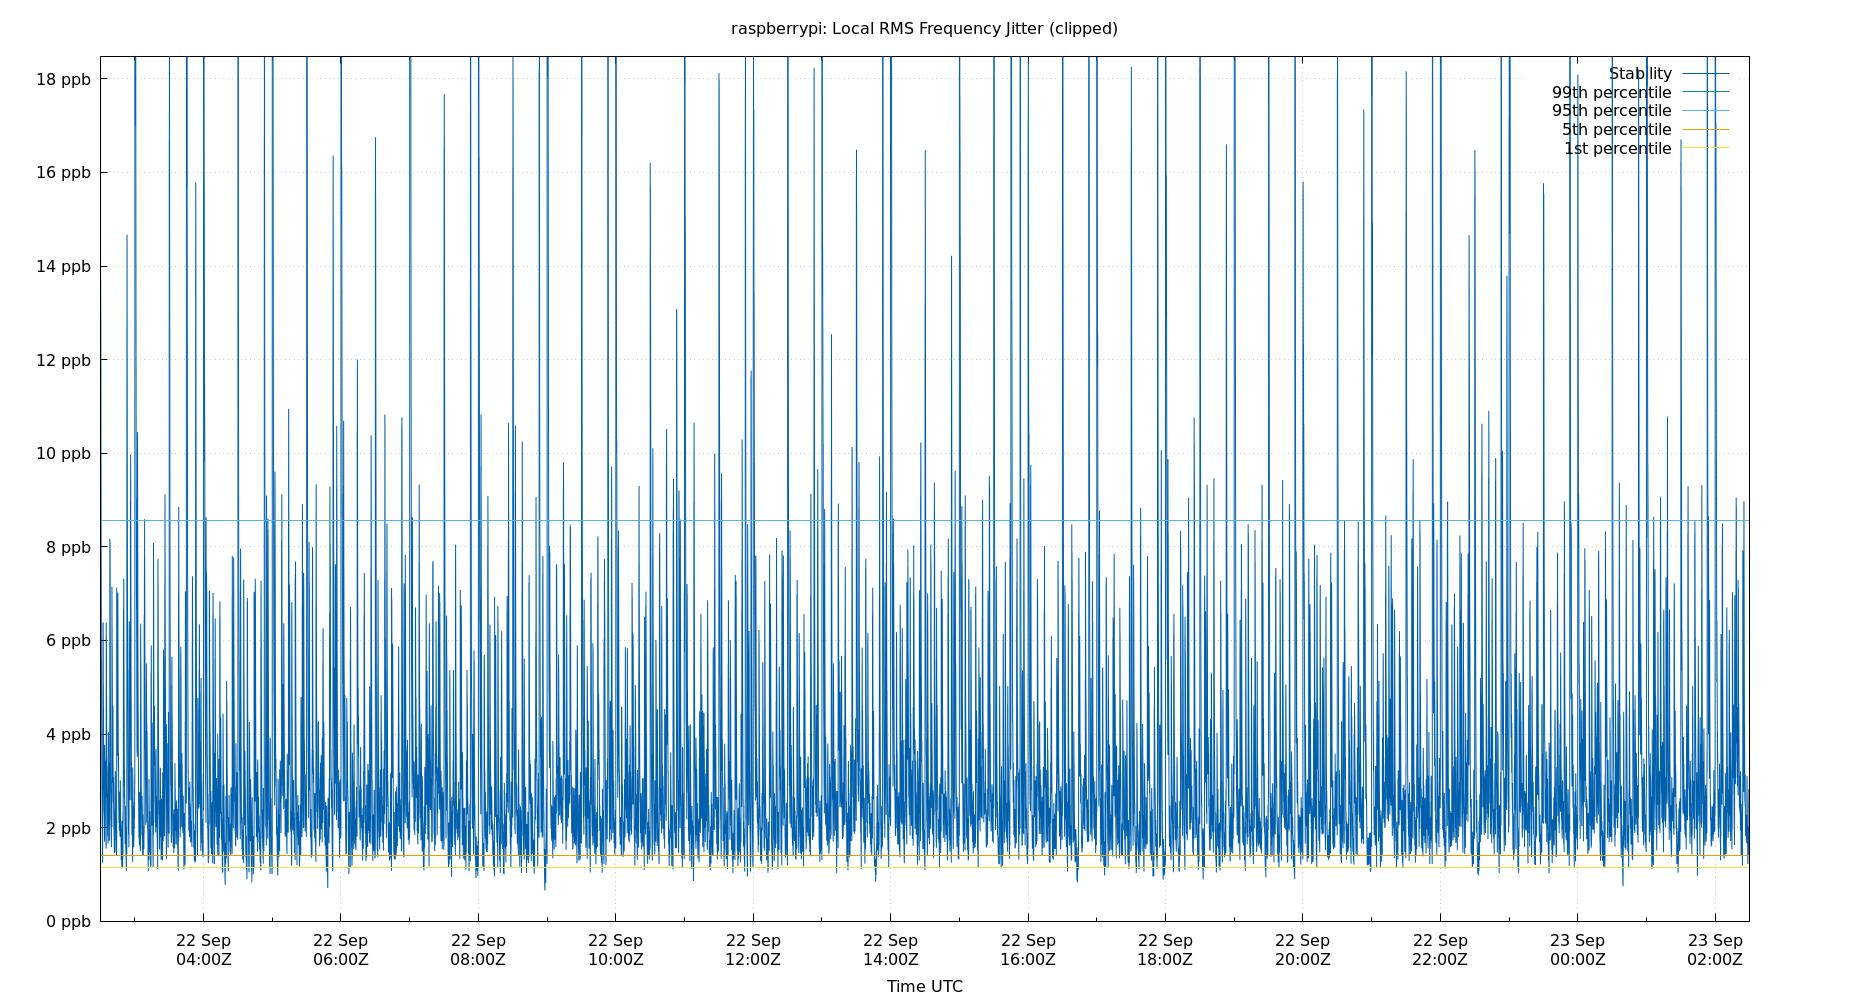 raspberrypi: Local RMS Frequency Jitter (clipped)
18 ppb
16 ppb
14 ppb
12 ppb
10 ppb
8 ppb
6 ppb
4 ppb
2 ppb
0 ppb
Stability
99th percentile
95th percentile
5th percentile
1st percentile
22 Sep 22 Sep 22 Sep 22 Sep 22 Sep 22 Sep 22 Sep 22 Sep 22 Sep 22 Sep 23 Sep 23 Sep
04:00Z 06:00Z 08:00Z 10:00Z 12:00Z 14:00Z 16:00Z 18:00Z 20:00Z 22:00Z 00:00Z 02:00Z
Time UTC